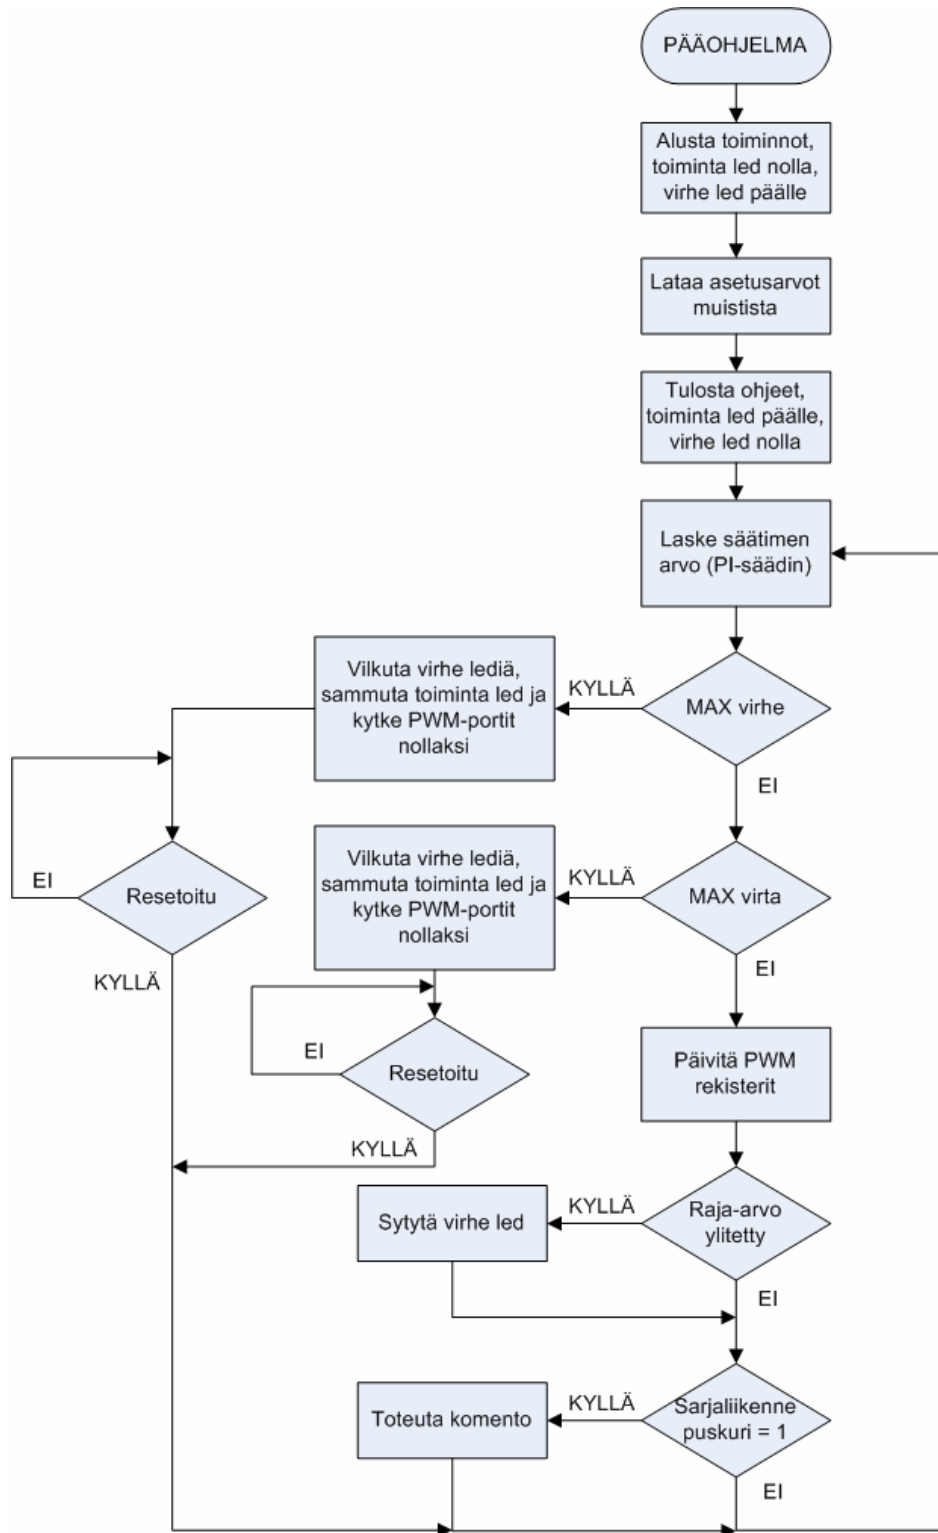 PÄÄOHJELMA
Alusta toiminnot,
toiminta led nolla,
virhe led päälle
Lataa asetusarvot
muistista
Tulosta ohjeet,
toiminta led päälle,
virhe led nolla
Laske säätimen
arvo (PI-säädin)
MAX virhe
KYLLÄ
Vilkuta virhe lediä,
sammuta toiminta led ja
kytke PWM-portit
nollaksi
EI
Resetoitu
EI
KYLLÄ
MAX virta
KYLLÄ
Vilkuta virhe lediä,
sammuta toiminta led ja
kytke PWM-portit
nollaksi
EI
Resetoitu
EI
KYLLÄ
Päivitä PWM
rekisterit
Raja-arvo
ylitetty
KYLLÄ
Sytytä virhe led
EI
Sarjaliikenne
puskuri = 1
KYLLÄ
Toteuta komento
EI